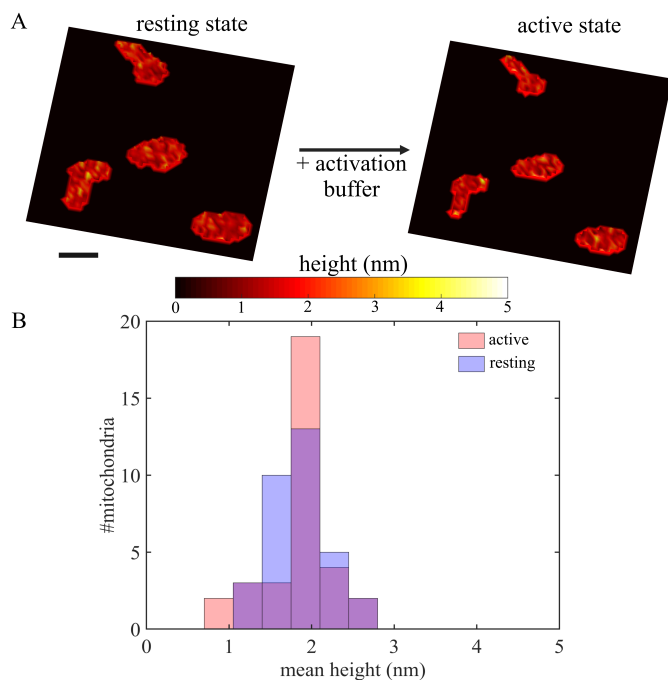 A
resting state
active state
+ activation
buffer
height (nm)
0 1 2 3 4 5
B
20
15
10
5
0
#mitochondria
active
resting
0 1 2 3 4 5
mean height (nm)